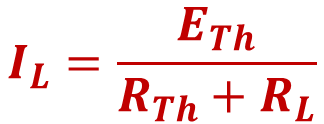 I_L = E_Th / (R_Th + R_L)